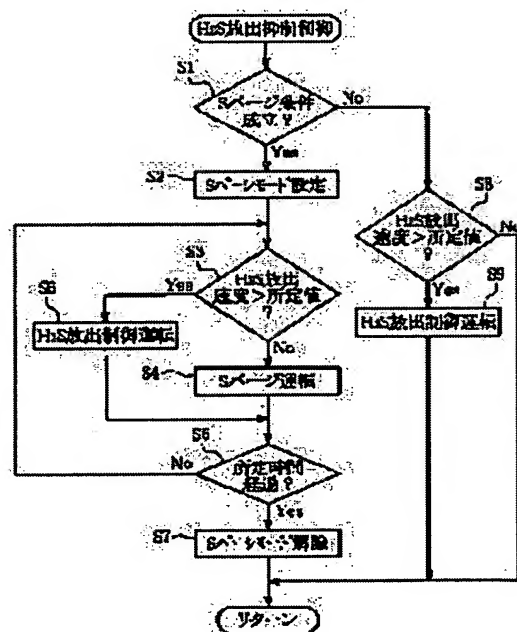 H₂S放出抑制制御
S1
Sパージ条件
成立？
No
Yes
S2
Sパージモード設定
S8
H₂S放出
速度＞所定値
？
No
Yes
S3
H₂S放出
速度＞所定値
？
Yes
No
S9
H₂S放出制御運転
H₂S放出制御運転
S4
Sパージ運転
所定時間
経過？
No
Yes
S7
Sパージモード解除
リターン